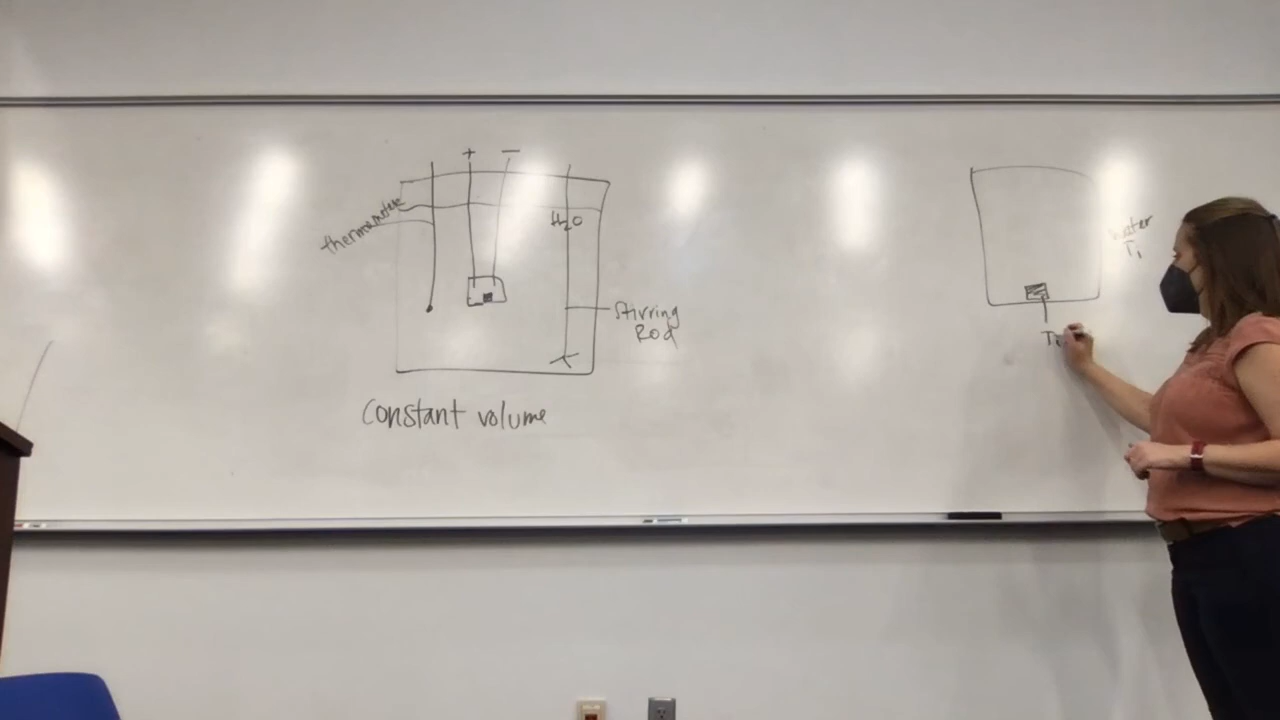 + −
thermometer
H₂O
Stirring
Rod
Constant volume
water
T₁